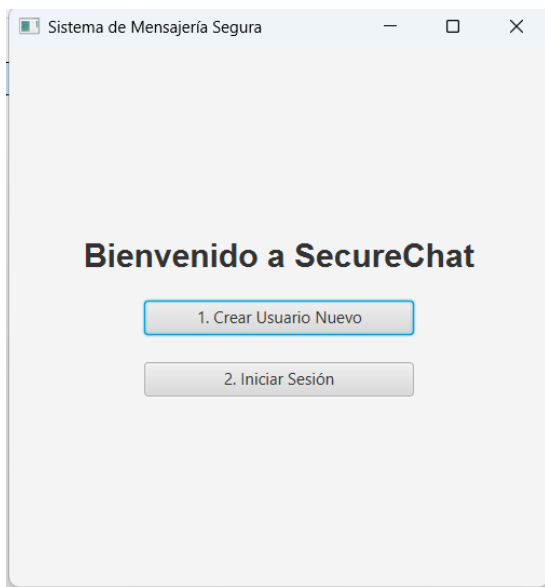 Sistema de Mensajería Segura
Bienvenido a SecureChat
1. Crear Usuario Nuevo
2. Iniciar Sesión